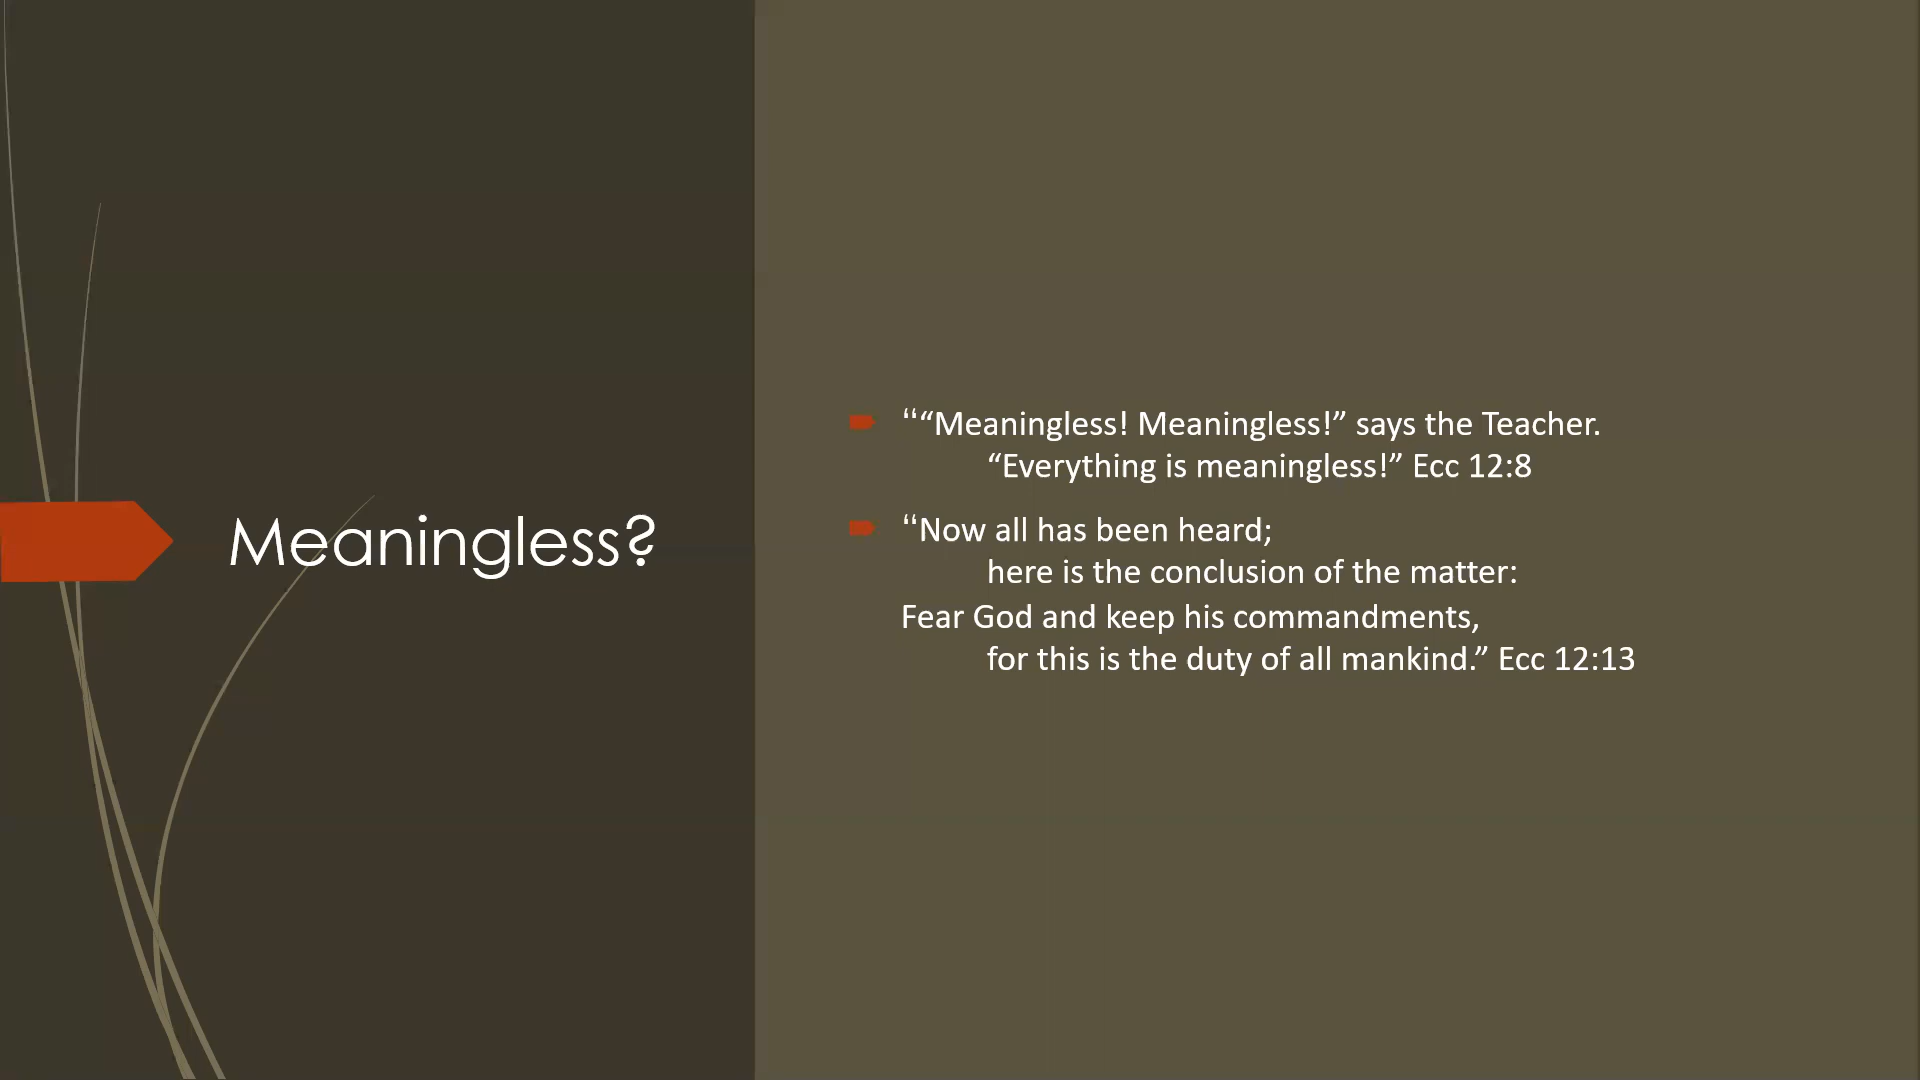 Meaningless?
““Meaningless! Meaningless!” says the Teacher.
“Everything is meaningless!” Ecc 12:8
“Now all has been heard;
here is the conclusion of the matter:
Fear God and keep his commandments,
for this is the duty of all mankind.” Ecc 12:13